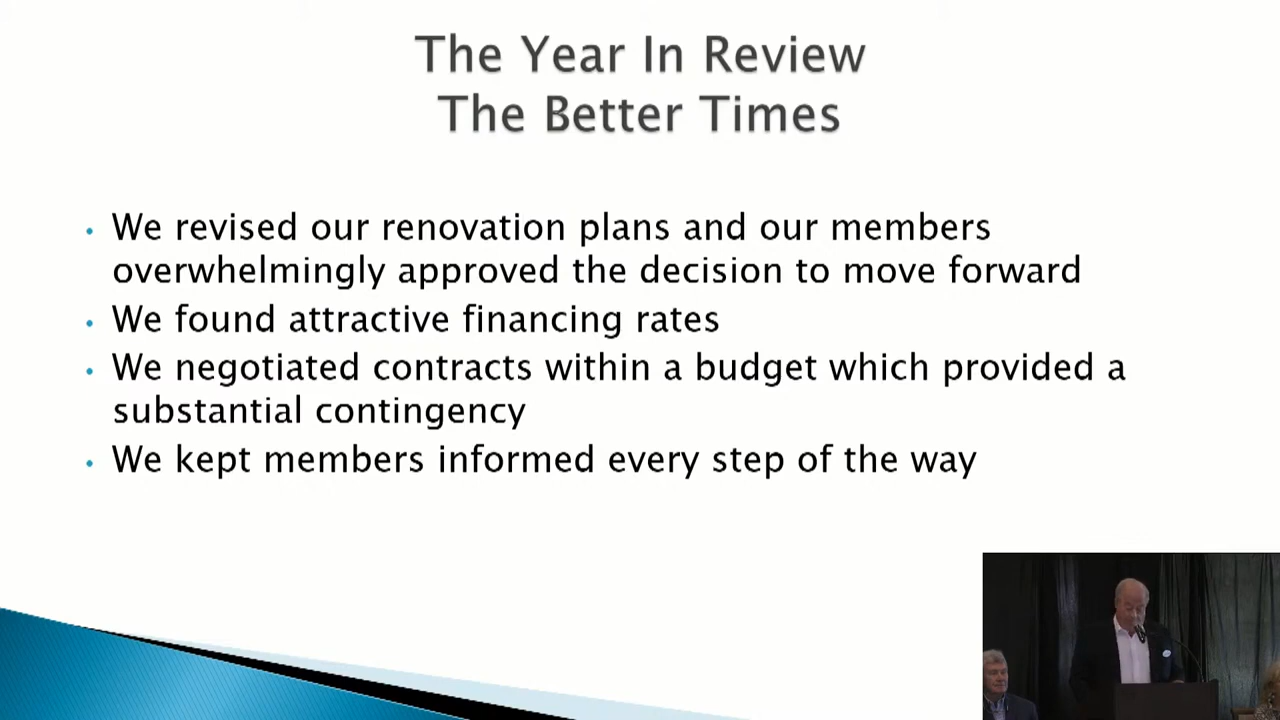 The Year In Review
The Better Times
• We revised our renovation plans and our members
overwhelmingly approved the decision to move forward
• We found attractive financing rates
• We negotiated contracts within a budget which provided a
substantial contingency
• We kept members informed every step of the way